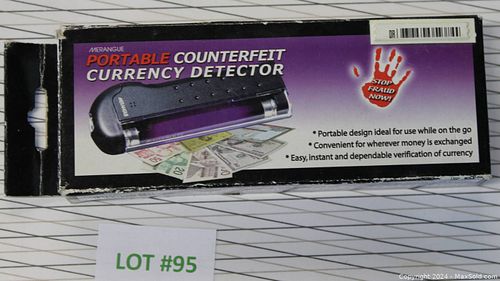 MERANGUE
PORTABLE COUNTERFEIT
CURRENCY DETECTOR
STOP
FRAUD
NOW!
* Portable design ideal for use while on the go
* Convenient for wherever money is exchanged
* Easy, instant and dependable verification of currency
LOT #95
Copyright 2024 - MaxSold.com